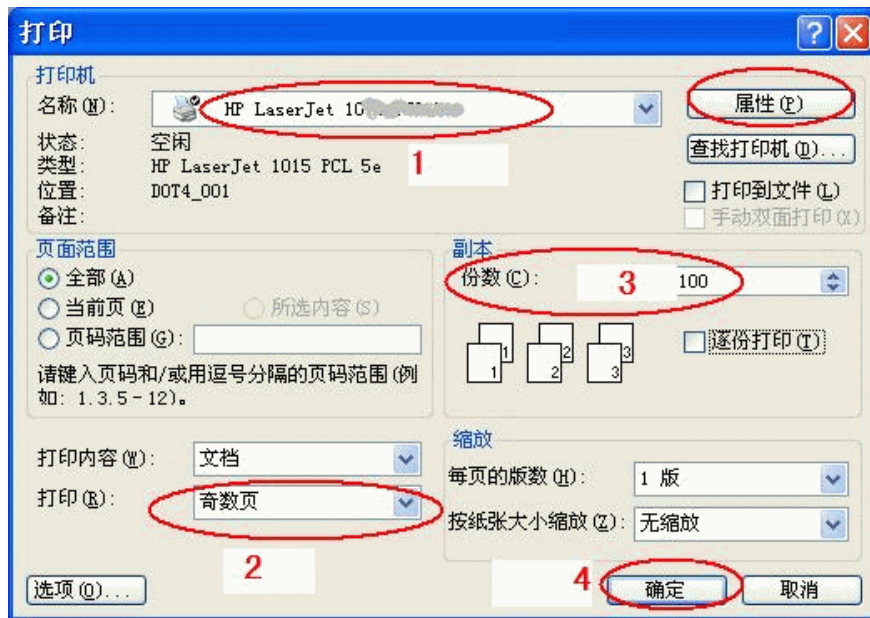 打印
打印机
名称(N):
HP LaserJet 10
属性(P)
1
状态:
空闲
查找打印机(D)...
类型:
HP LaserJet 1015 PCL 5e
位置:
DOT4_001
打印到文件(L)
备注:
手动双面打印(X)
页面范围
副本
全部(A)
份数(C):
3
100
当前页(E)
所选内容(S)
页码范围(G):
1 1
2 2
3 3
逐份打印(T)
请键入页码和/或用逗号分隔的页码范围(例
如: 1.3.5-12)。
缩放
打印内容(W):
文档
每页的版数(H):
1 版
打印(R):
奇数页
按纸张大小缩放(Z):
无缩放
2
4
选项(O)...
确定
取消